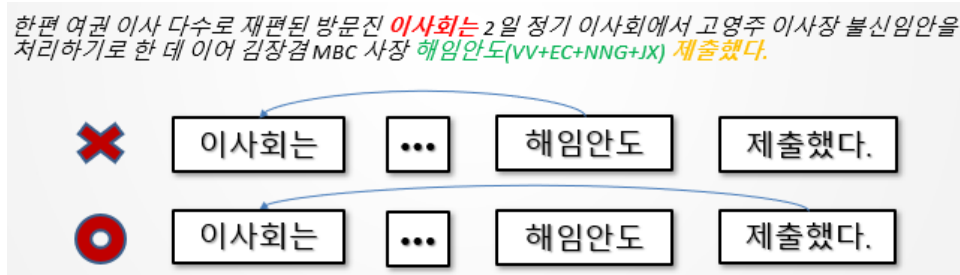 한편 여권 이사 다수로 재편된 방문진 이사회는 2일 정기 이사회에서 고영주 이사장 불신임안을
처리하기로 한 데 이어 김장겸 MBC 사장 해임안도(VV+EC+NNG+JX) 제출했다.
이사회는 ••• 해임안도 제출했다.
이사회는 ••• 해임안도 제출했다.